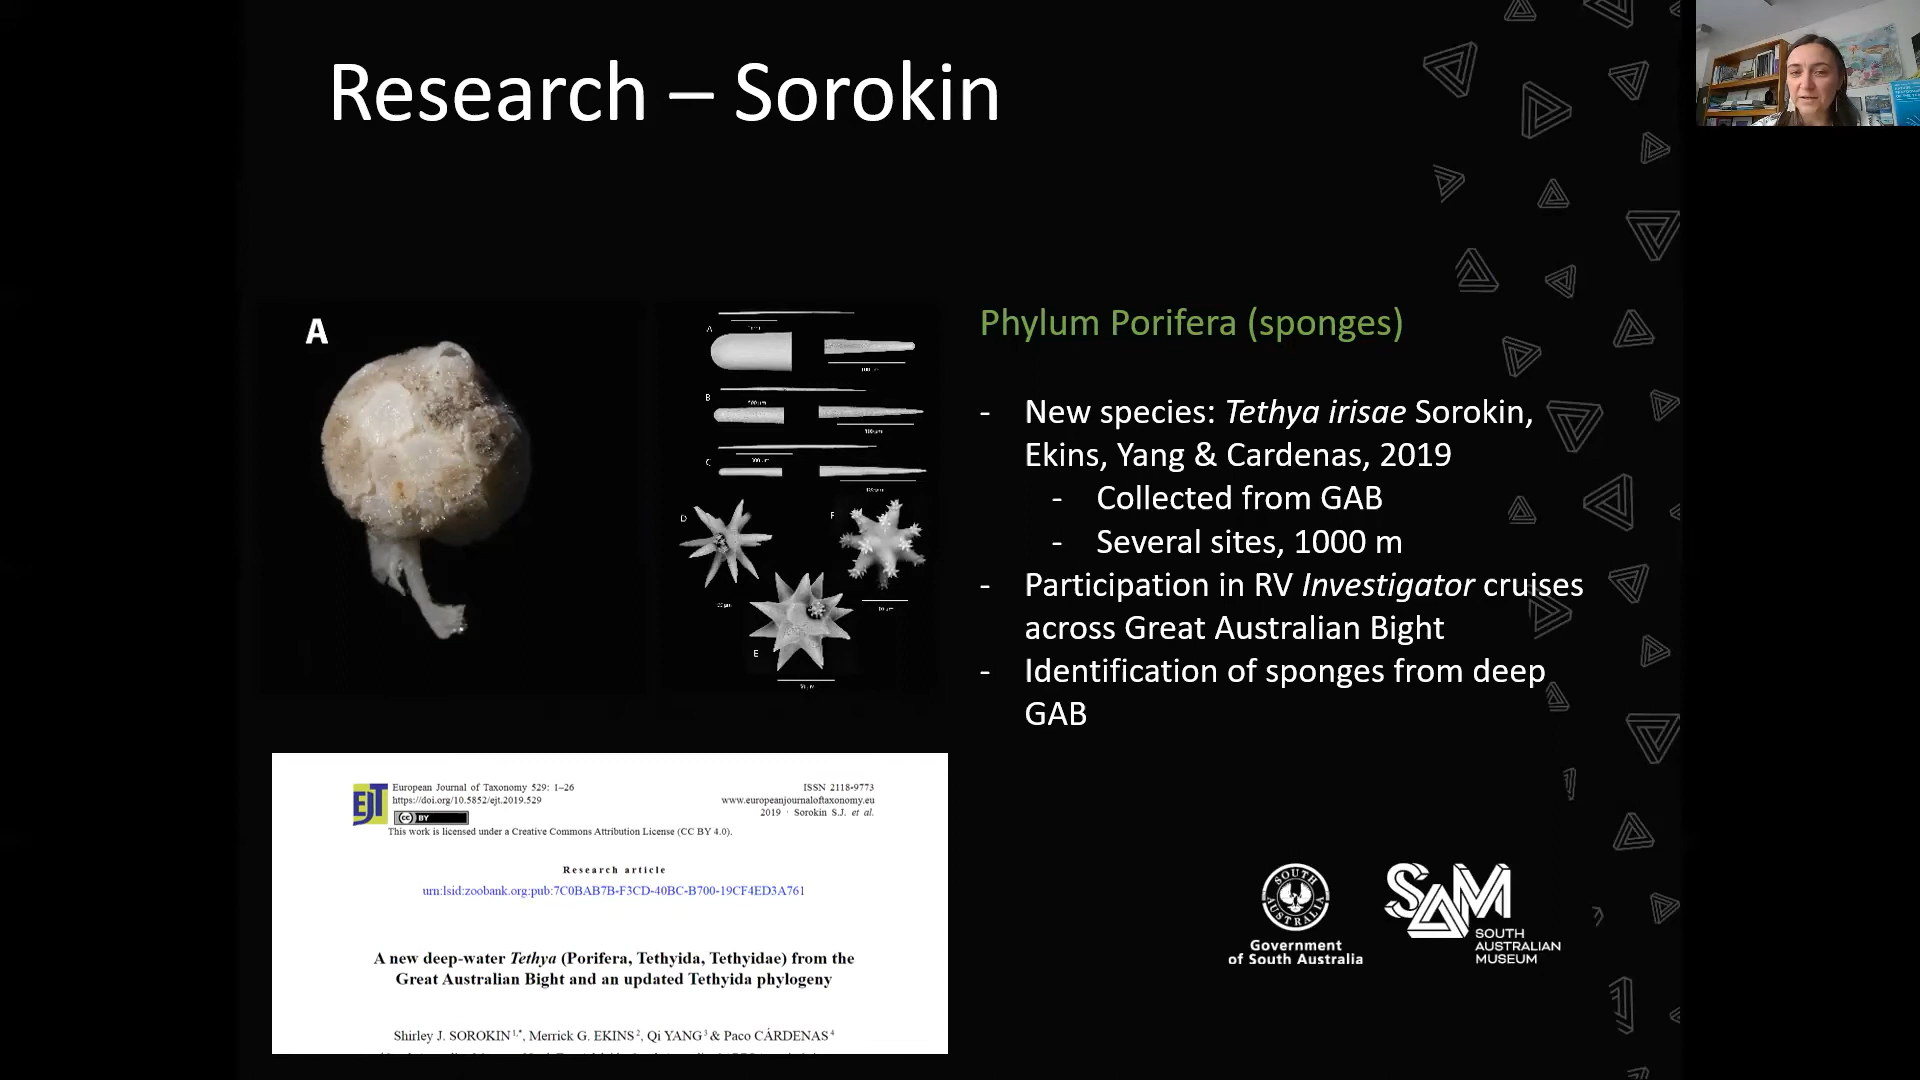 Research – Sorokin
A
A
B
C
D
F
E
100 µm
Phylum Porifera (sponges)
- New species: Tethya irisae Sorokin,
Ekins, Yang & Cardenas, 2019
- Collected from GAB
- Several sites, 1000 m
- Participation in RV Investigator cruises
across Great Australian Bight
- Identification of sponges from deep
GAB
EJT
European Journal of Taxonomy 529: 1–26
https://doi.org/10.5852/ejt.2019.529
cc BY
ISSN 2118-9773
www.europeanjournaloftaxonomy.eu
2019 · Sorokin S.J. et al.
This work is licensed under a Creative Commons Attribution License (CC BY 4.0).
Research article
urn:lsid:zoobank.org:pub:7C0BAB7B-F3CD-40BC-B700-19CF4ED3A761
A new deep-water Tethya (Porifera, Tethyida, Tethyidae) from the
Great Australian Bight and an updated Tethyida phylogeny
Shirley J. SOROKIN 1,*, Merrick G. EKINS 2, Qi YANG 3 & Paco CÁRDENAS 4
SOUTH AUSTRALIA
Government
of South Australia
SAM
SOUTH
AUSTRALIAN
MUSEUM